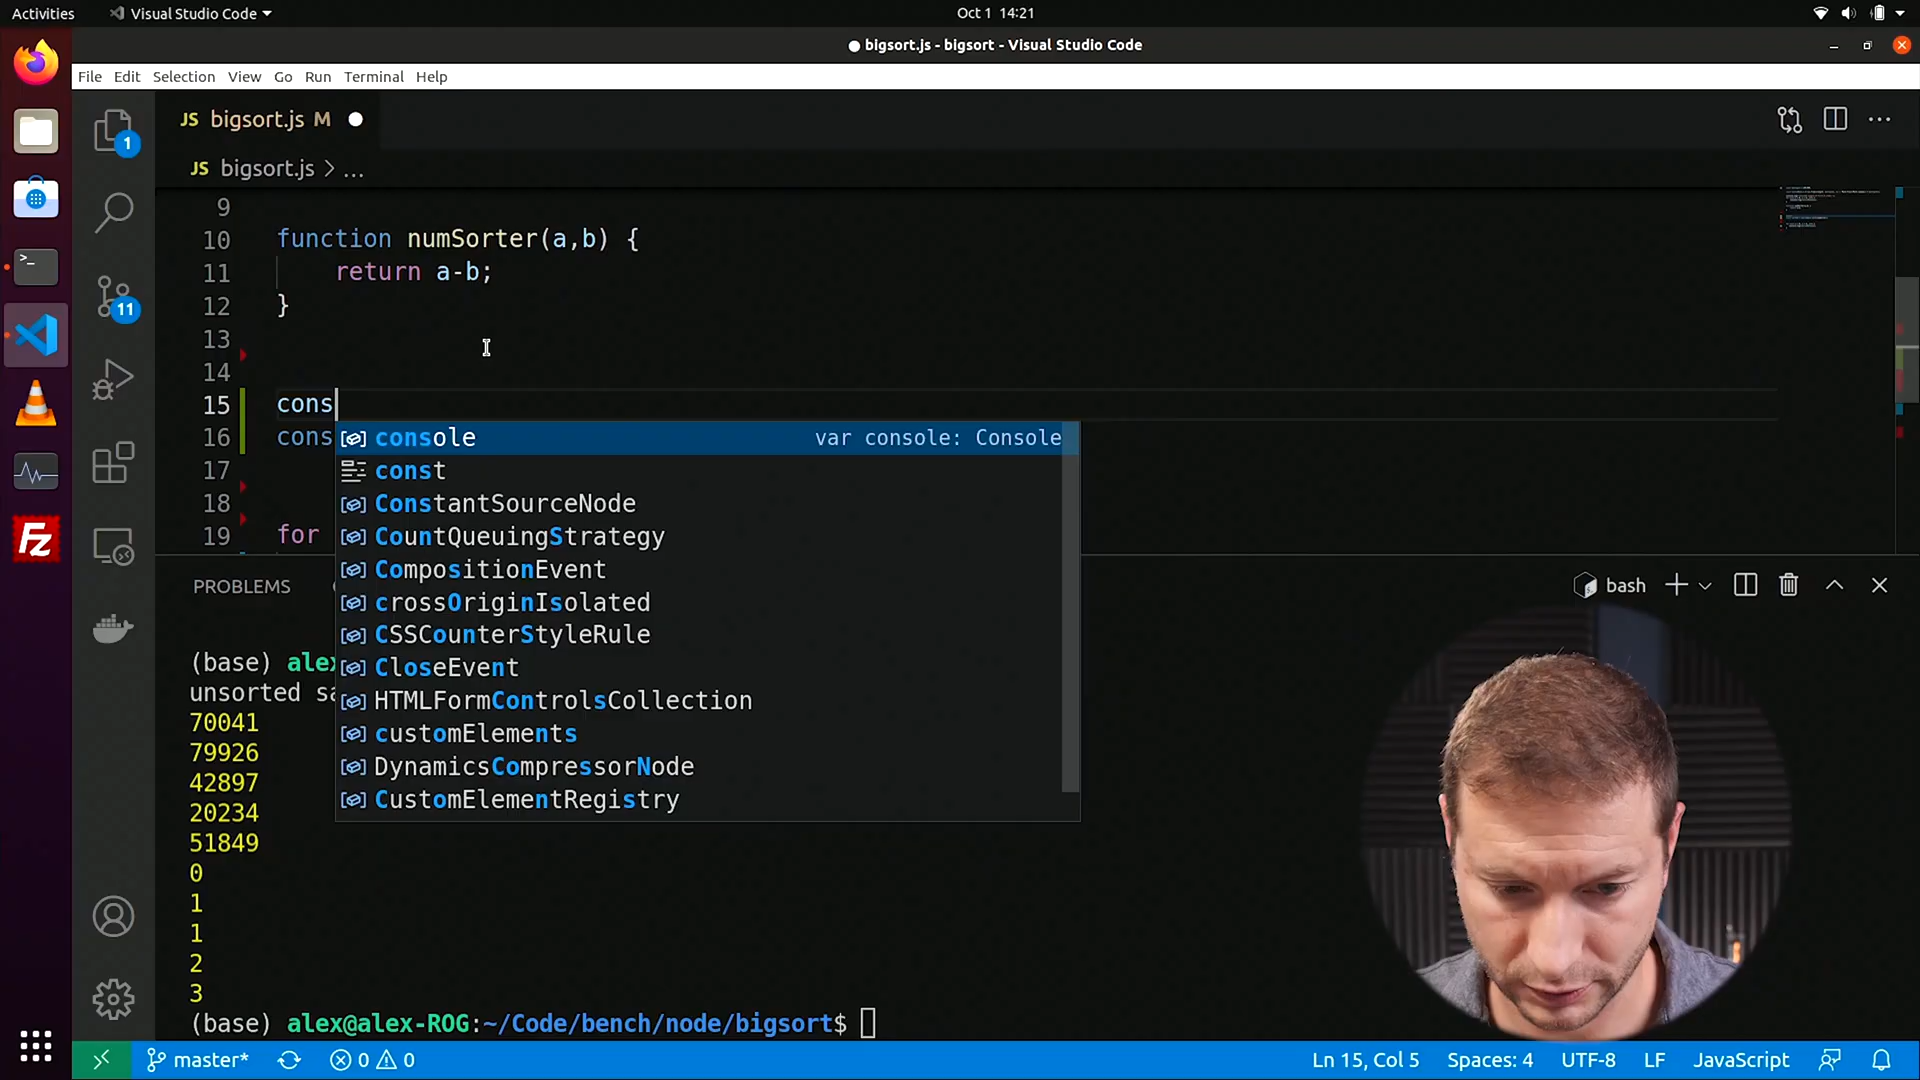 Activities
Visual Studio Code
Oct 1 14:21
bigsort.js - bigsort - Visual Studio Code
File Edit Selection View Go Run Terminal Help
JS bigsort.js M
JS bigsort.js > ...
1
11
9
10 function numSorter(a,b) {
11 return a-b;
12 }
13
14
15 cons
16 cons
17
18
19 for
console var console: Console
const
ConstantSourceNode
CountQueuingStrategy
CompositionEvent
crossOriginIsolated
CSSCounterStyleRule
CloseEvent
HTMLFormControlsCollection
customElements
DynamicsCompressorNode
CustomElementRegistry
PROBLEMS
bash
(base) alex
unsorted sa
70041
79926
42897
20234
51849
0
1
1
2
3
(base) alex@alex-ROG:~/Code/bench/node/bigsort$
Fz
master* 0 0
Ln 15, Col 5 Spaces: 4 UTF-8 LF JavaScript